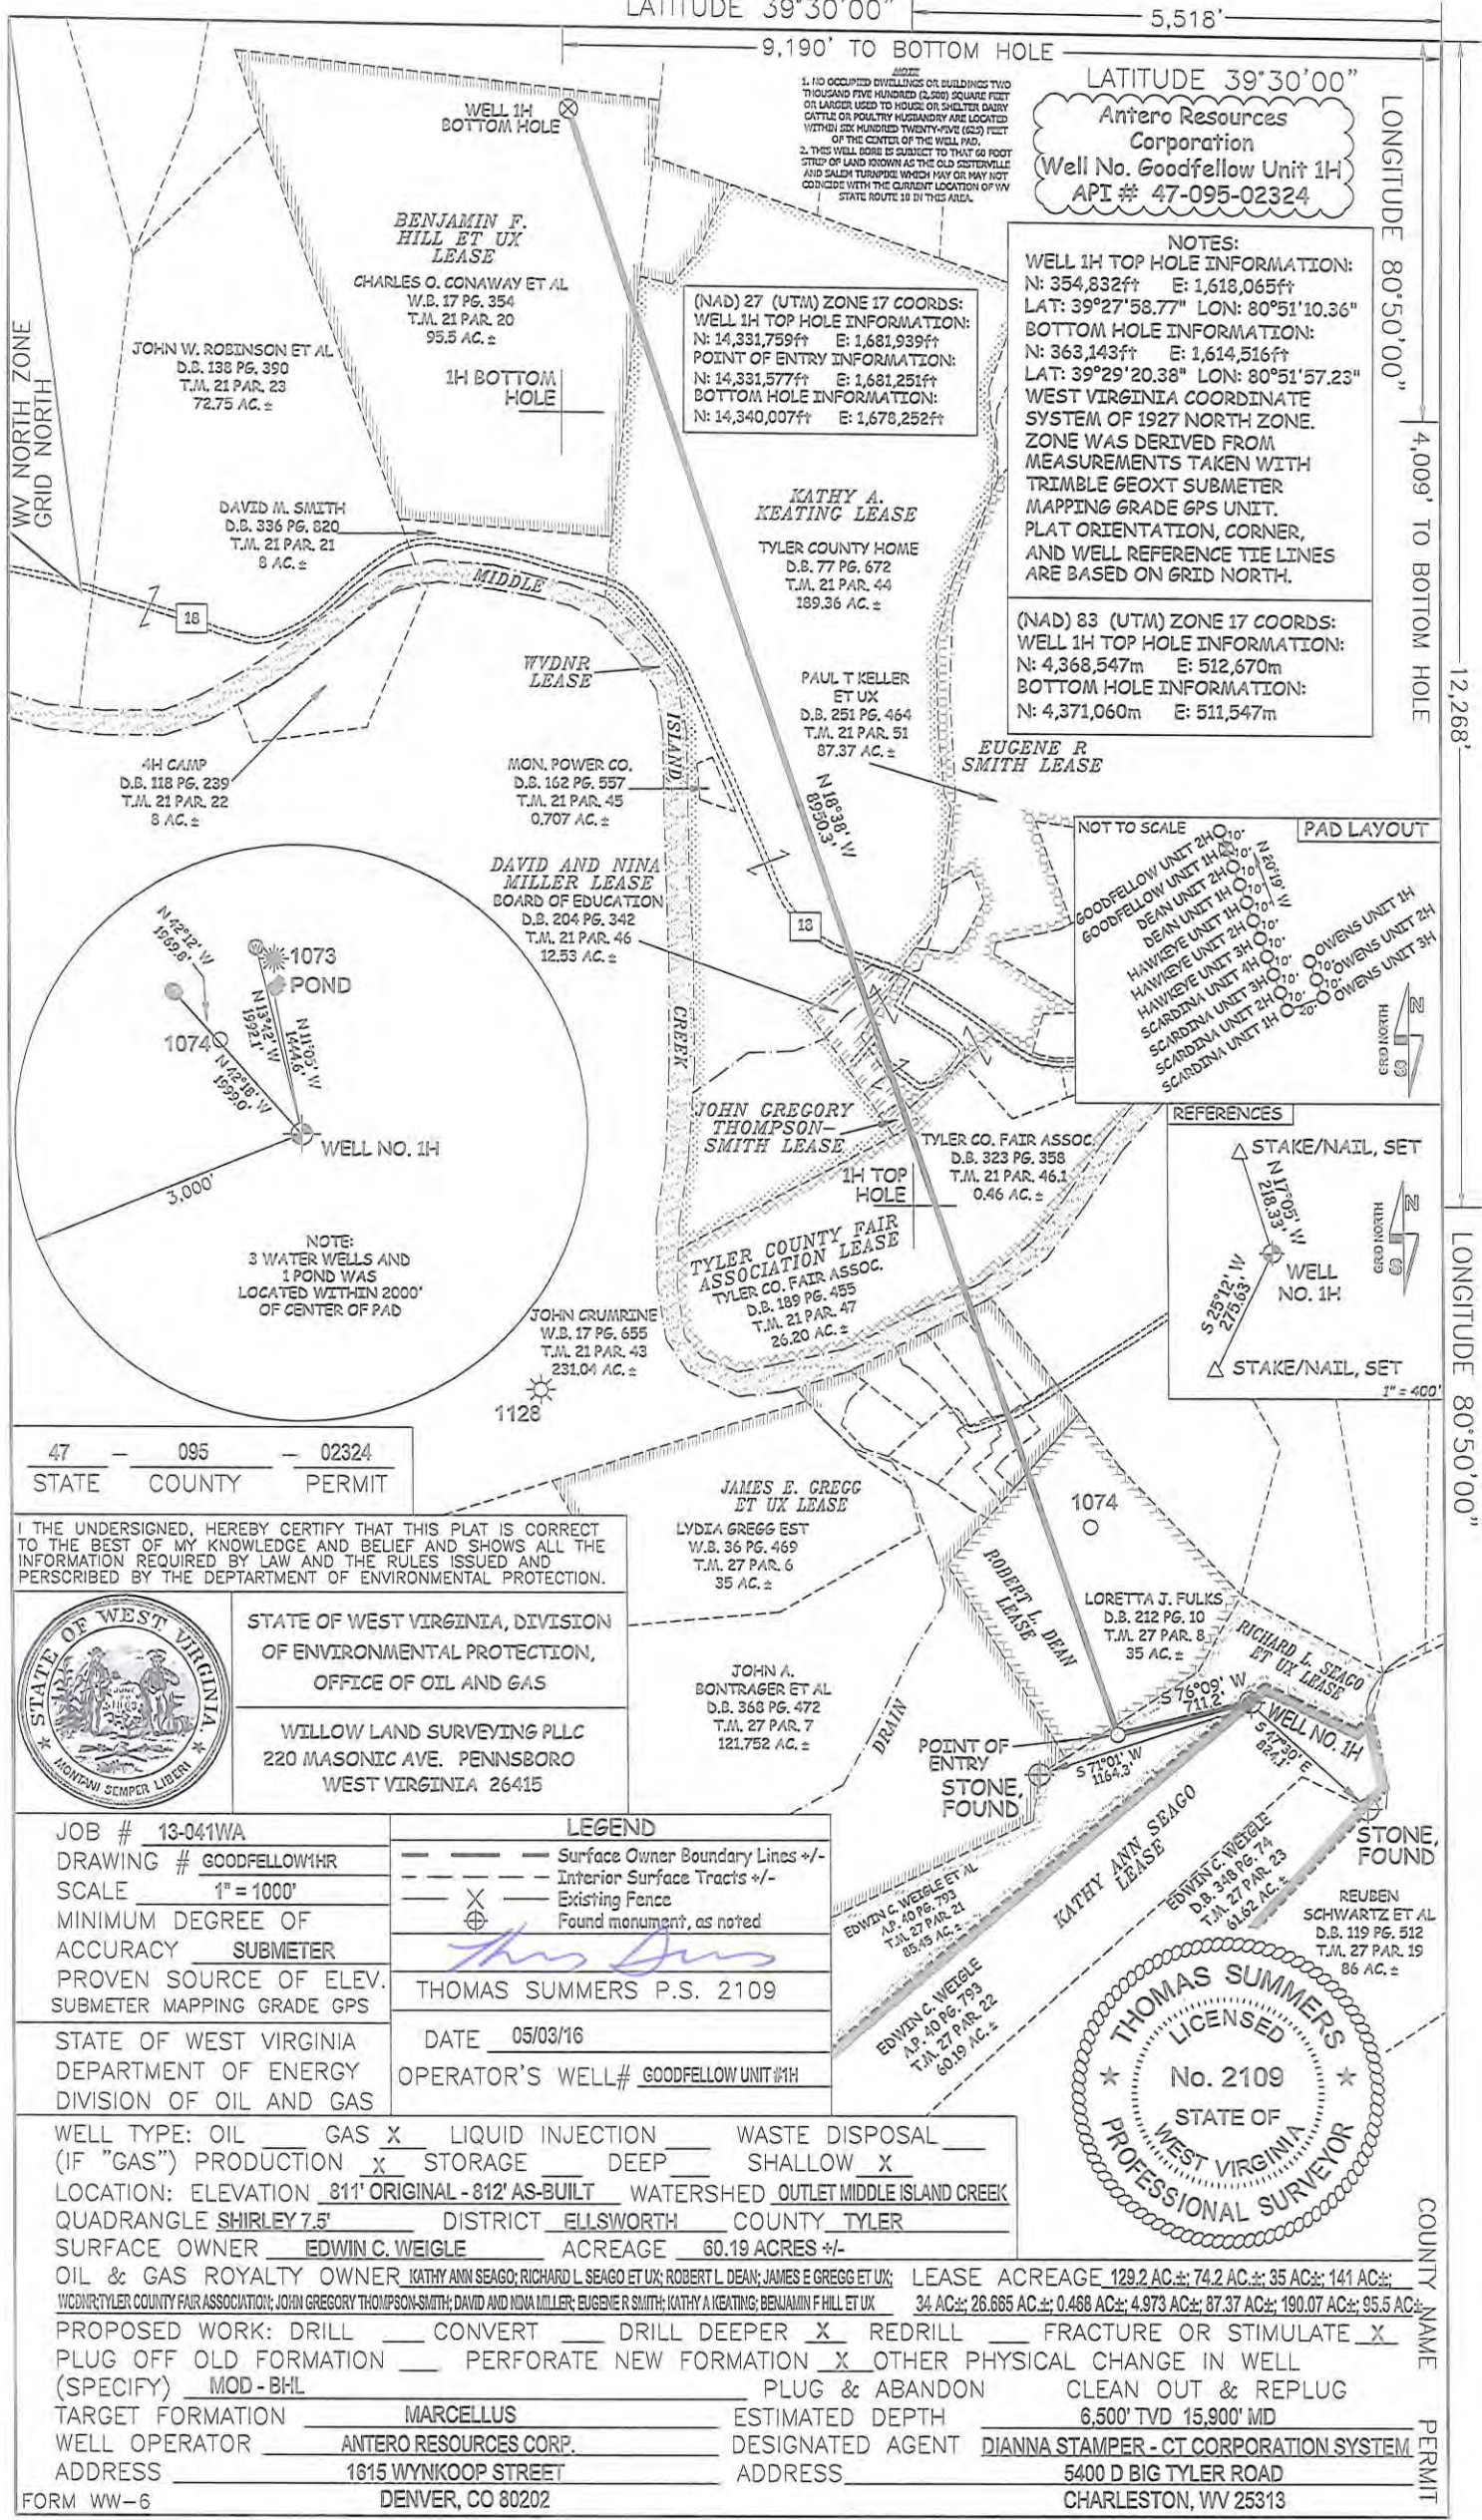 LATITUDE 39°30'00"
5,518'
9,190' TO BOTTOM HOLE
NOTE
1. NO OCCUPIED DWELLINGS OR BUILDINGS TWO
THOUSAND FIVE HUNDRED (2,500) SQUARE FEET
OR LARGER USED TO HOUSE OR SHELTER DAIRY
CATTLE OR POULTRY HUSBANDRY ARE LOCATED
WITHIN SIX HUNDRED TWENTY-FIVE (625) FEET
OF THE CENTER OF THE WELL PAD.
2. THIS WELL BORE IS SUBJECT TO THAT 60 FOOT
STRIP OF LAND KNOWN AS THE OLD SISTERVILLE
AND SALEM TURNPIKE WHICH MAY OR MAY NOT
COINCIDE WITH THE CURRENT LOCATION OF WV
STATE ROUTE 18 IN THIS AREA.
LATITUDE 39°30'00"
Antero Resources
Corporation
Well No. Goodfellow Unit 1H
API # 47-095-02324
LONGITUDE 80°50'00"
4,009' TO BOTTOM HOLE
12,268'
LONGITUDE 80°50'00"
WELL 1H
BOTTOM HOLE
BENJAMIN F.
HILL ET UX
LEASE
CHARLES O. CONAWAY ET AL
W.B. 17 PG. 354
T.M. 21 PAR. 20
95.5 AC.±
1H BOTTOM
HOLE
JOHN W. ROBINSON ET AL
D.B. 138 PG. 390
T.M. 21 PAR. 23
72.75 AC.±
WV NORTH ZONE
GRID NORTH
(NAD) 27 (UTM) ZONE 17 COORDS:
WELL 1H TOP HOLE INFORMATION:
N: 14,331,759ft E: 1,681,939ft
POINT OF ENTRY INFORMATION:
N: 14,331,577ft E: 1,681,251ft
BOTTOM HOLE INFORMATION:
N: 14,340,007ft E: 1,678,252ft
NOTES:
WELL 1H TOP HOLE INFORMATION:
N: 354,832ft E: 1,618,065ft
LAT: 39°27'58.77" LON: 80°51'10.36"
BOTTOM HOLE INFORMATION:
N: 363,143ft E: 1,614,516ft
LAT: 39°29'20.38" LON: 80°51'57.23"
WEST VIRGINIA COORDINATE
SYSTEM OF 1927 NORTH ZONE.
ZONE WAS DERIVED FROM
MEASUREMENTS TAKEN WITH
TRIMBLE GEOXT SUBMETER
MAPPING GRADE GPS UNIT.
PLAT ORIENTATION, CORNER,
AND WELL REFERENCE TIE LINES
ARE BASED ON GRID NORTH.
(NAD) 83 (UTM) ZONE 17 COORDS:
WELL 1H TOP HOLE INFORMATION:
N: 4,368,547m E: 512,670m
BOTTOM HOLE INFORMATION:
N: 4,371,060m E: 511,547m
DAVID M. SMITH
D.B. 336 PG. 820
T.M. 21 PAR. 21
8 AC.±
18
MIDDLE
ISLAND
CREEK
WVDNR
LEASE
KATHY A.
KEATING LEASE
TYLER COUNTY HOME
D.B. 77 PG. 672
T.M. 21 PAR. 44
189.36 AC.±
PAUL T KELLER
ET UX
D.B. 251 PG. 464
T.M. 21 PAR. 51
87.37 AC.±
EUGENE R
SMITH LEASE
4H CAMP
D.B. 118 PG. 239
T.M. 21 PAR. 22
8 AC.±
MON. POWER CO.
D.B. 162 PG. 557
T.M. 21 PAR. 45
0.707 AC.±
N 18°38' W
8950.3'
DAVID AND NINA
MILLER LEASE
BOARD OF EDUCATION
D.B. 204 PG. 342
T.M. 21 PAR. 46
12.53 AC.±
18
NOT TO SCALE
PAD LAYOUT
GOODFELLOW UNIT 2H 10'
GOODFELLOW UNIT 1H 10'
DEAN UNIT 2H 10'
DEAN UNIT 1H 10'
HAWKEYE UNIT 1H 10'
HAWKEYE UNIT 2H 10'
HAWKEYE UNIT 3H 10'
SCARDINA UNIT 4H 10'
SCARDINA UNIT 3H 10'
SCARDINA UNIT 2H 10'
SCARDINA UNIT 1H 20'
N 20°19' W
OWENS UNIT 1H
10' OWENS UNIT 2H
10' OWENS UNIT 3H
N
GRID NORTH
S
N 42°12' W
1969.8'
1073
POND
N 13°42' W
1992.1'
N 11°05' W
1444.6'
1074
N 42°18' W
1999.0'
WELL NO. 1H
3,000'
NOTE:
3 WATER WELLS AND
1 POND WAS
LOCATED WITHIN 2000'
OF CENTER OF PAD
JOHN GREGORY
THOMPSON-
SMITH LEASE
TYLER CO. FAIR ASSOC.
D.B. 323 PG. 358
T.M. 21 PAR. 46.1
0.46 AC.±
1H TOP
HOLE
TYLER COUNTY FAIR
ASSOCIATION LEASE
TYLER CO. FAIR ASSOC.
D.B. 189 PG. 455
T.M. 21 PAR. 47
26.20 AC.±
REFERENCES
STAKE/NAIL, SET
N 17°05' W
218.33'
WELL
NO. 1H
S 25°12' W
275.63'
STAKE/NAIL, SET
N
GRID NORTH
S
1" = 400'
JOHN CRUMRINE
W.B. 17 PG. 655
T.M. 21 PAR. 43
231.04 AC.±
1128
47 - 095 - 02324
STATE COUNTY PERMIT
JAMES E. GREGG
ET UX LEASE
LYDIA GREGG EST
W.B. 36 PG. 469
T.M. 27 PAR. 6
35 AC.±
1074
ROBERT L. DEAN
LEASE
LORETTA J. FULKS
D.B. 212 PG. 10
T.M. 27 PAR. 8
35 AC.±
RICHARD L. SEAGO
ET UX LEASE
I THE UNDERSIGNED, HEREBY CERTIFY THAT THIS PLAT IS CORRECT
TO THE BEST OF MY KNOWLEDGE AND BELIEF AND SHOWS ALL THE
INFORMATION REQUIRED BY LAW AND THE RULES ISSUED AND
PERSCRIBED BY THE DEPTARTMENT OF ENVIRONMENTAL PROTECTION.
STATE OF WEST VIRGINIA
MONTANI SEMPER LIBERI
STATE OF WEST VIRGINIA, DIVISION
OF ENVIRONMENTAL PROTECTION,
OFFICE OF OIL AND GAS
WILLOW LAND SURVEYING PLLC
220 MASONIC AVE. PENNSBORO
WEST VIRGINIA 26415
JOHN A.
BONTRAGER ET AL
D.B. 368 PG. 472
T.M. 27 PAR. 7
121.752 AC.±
DRAIN
S 76°09' W
711.2'
WELL NO. 1H
POINT OF
ENTRY
S 71°01' W
1164.3'
STONE,
FOUND
824.1'
STONE,
FOUND
KATHY ANN SEAGO
LEASE
EDWIN C. WEIGLE ET AL
A.P. 40 PG. 793
T.M. 27 PAR. 21
85.45 AC.±
EDWIN C. WEIGLE
D.B. 348 PG. 74
T.M. 27 PAR. 23
61.62 AC.±
REUBEN
SCHWARTZ ET AL
D.B. 119 PG. 512
T.M. 27 PAR. 19
86 AC.±
EDWIN C. WEIGLE
A.P. 40 PG. 793
T.M. 27 PAR. 22
60.19 AC.±
JOB # 13-041WA
DRAWING # GOODFELLOW1HR
SCALE 1" = 1000'
MINIMUM DEGREE OF
ACCURACY SUBMETER
PROVEN SOURCE OF ELEV.
SUBMETER MAPPING GRADE GPS
LEGEND
Surface Owner Boundary Lines +/-
Interior Surface Tracts +/-
X Existing Fence
Found monument, as noted
THOMAS SUMMERS P.S. 2109
STATE OF WEST VIRGINIA
DEPARTMENT OF ENERGY
DIVISION OF OIL AND GAS
DATE 05/03/16
OPERATOR'S WELL# GOODFELLOW UNIT #1H
THOMAS SUMMERS
LICENSED
No. 2109
STATE OF
WEST VIRGINIA
PROFESSIONAL SURVEYOR
WELL TYPE: OIL GAS X LIQUID INJECTION WASTE DISPOSAL
(IF "GAS") PRODUCTION X STORAGE DEEP SHALLOW X
LOCATION: ELEVATION 811' ORIGINAL - 812' AS-BUILT WATERSHED OUTLET MIDDLE ISLAND CREEK
QUADRANGLE SHIRLEY 7.5' DISTRICT ELLSWORTH COUNTY TYLER
SURFACE OWNER EDWIN C. WEIGLE ACREAGE 60.19 ACRES +/-
OIL & GAS ROYALTY OWNER KATHY ANN SEAGO; RICHARD L. SEAGO ET UX; ROBERT L. DEAN; JAMES E GREGG ET UX; LEASE ACREAGE 129.2 AC.±; 74.2 AC.±; 35 AC±; 141 AC±;
WCDNR; TYLER COUNTY FAIR ASSOCIATION; JOHN GREGORY THOMPSON-SMITH; DAVID AND NINA MILLER; EUGENE R SMITH; KATHY A KEATING; BENJAMIN F HILL ET UX 34 AC±; 26.665 AC.±; 0.468 AC±; 4.973 AC±; 87.37 AC±; 190.07 AC±; 95.5 AC±
PROPOSED WORK: DRILL CONVERT DRILL DEEPER X REDRILL FRACTURE OR STIMULATE X
PLUG OFF OLD FORMATION PERFORATE NEW FORMATION X OTHER PHYSICAL CHANGE IN WELL
(SPECIFY) MOD - BHL PLUG & ABANDON CLEAN OUT & REPLUG
TARGET FORMATION MARCELLUS ESTIMATED DEPTH 6,500' TVD 15,900' MD
WELL OPERATOR ANTERO RESOURCES CORP. DESIGNATED AGENT DIANNA STAMPER - CT CORPORATION SYSTEM
ADDRESS 1615 WYNKOOP STREET ADDRESS 5400 D BIG TYLER ROAD
FORM WW-6 DENVER, CO 80202 CHARLESTON, WV 25313
COUNTY NAME
PERMIT